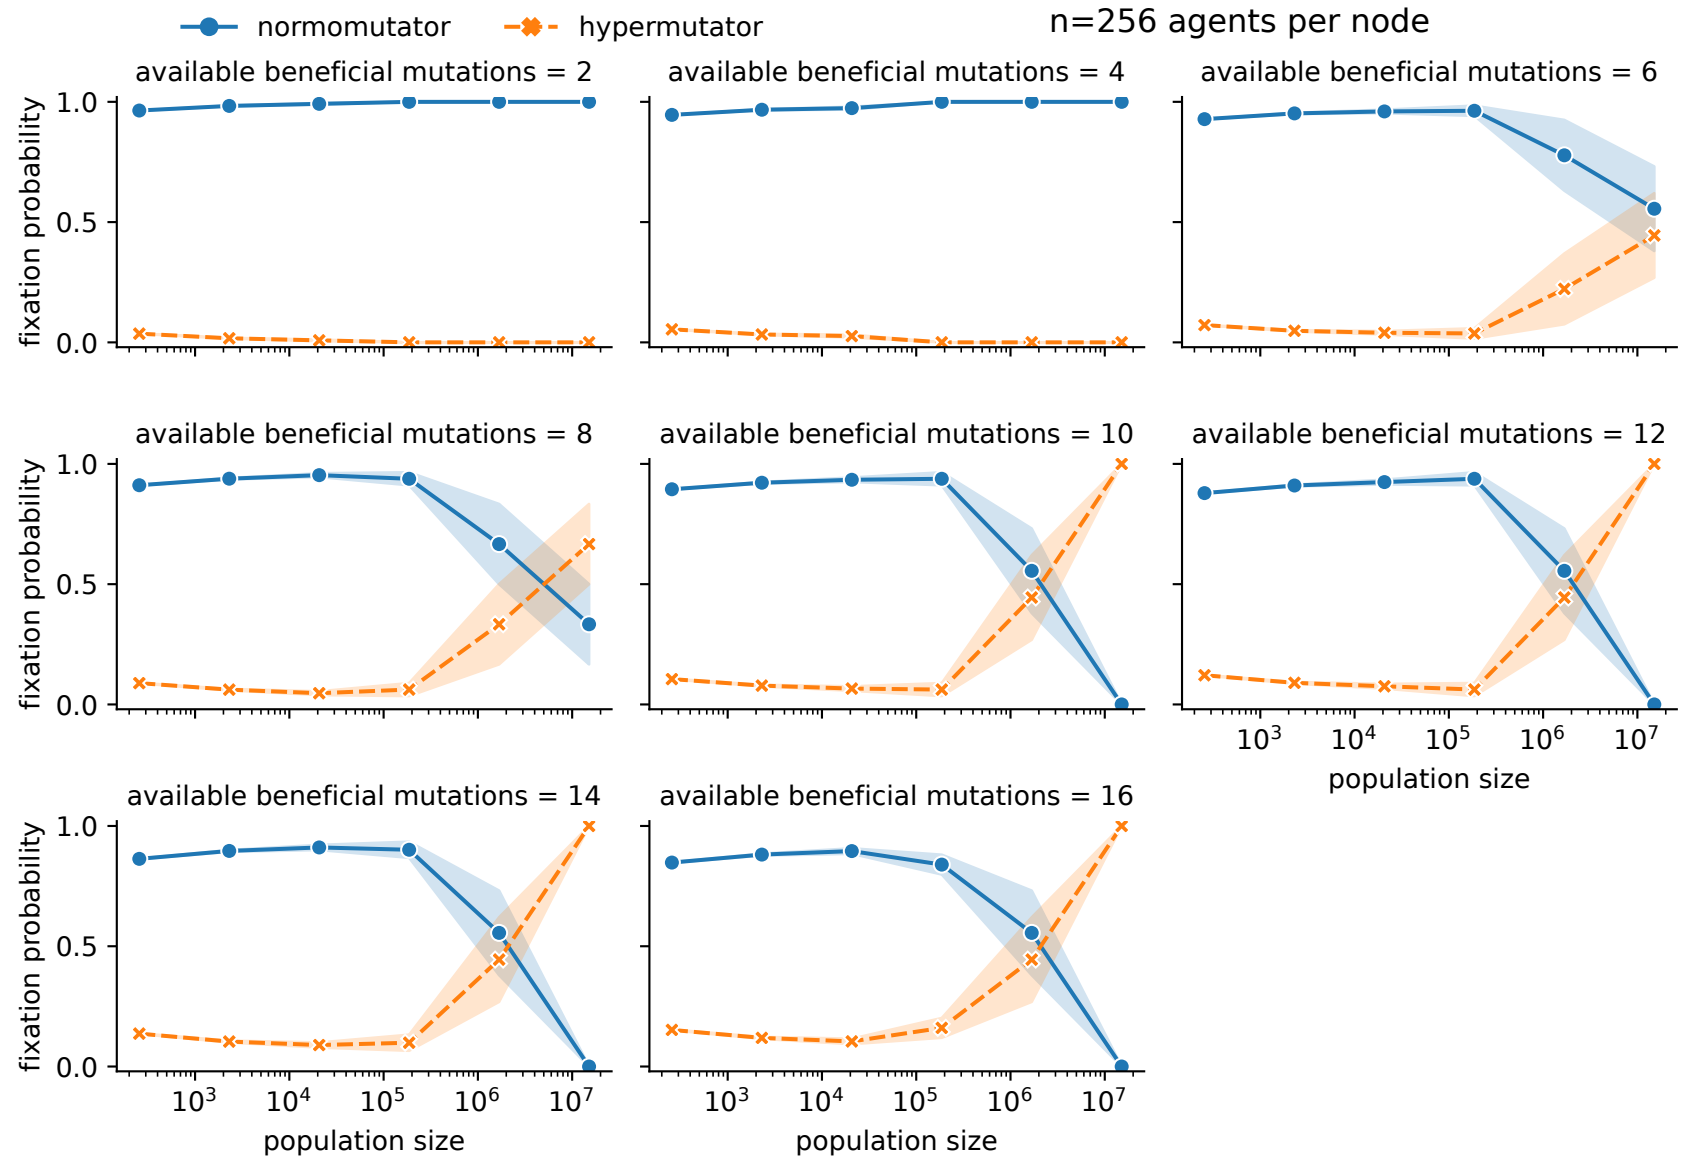 normomutator
hypermutator
n=256 agents per node
available beneficial mutations = 2
available beneficial mutations = 4
available beneficial mutations = 6
fixation probability
1.0
0.5
0.0
available beneficial mutations = 8
available beneficial mutations = 10
available beneficial mutations = 12
fixation probability
1.0
0.5
0.0
10³ 10⁴ 10⁵ 10⁶ 10⁷
population size
available beneficial mutations = 14
available beneficial mutations = 16
fixation probability
1.0
0.5
0.0
10³ 10⁴ 10⁵ 10⁶ 10⁷
population size
10³ 10⁴ 10⁵ 10⁶ 10⁷
population size